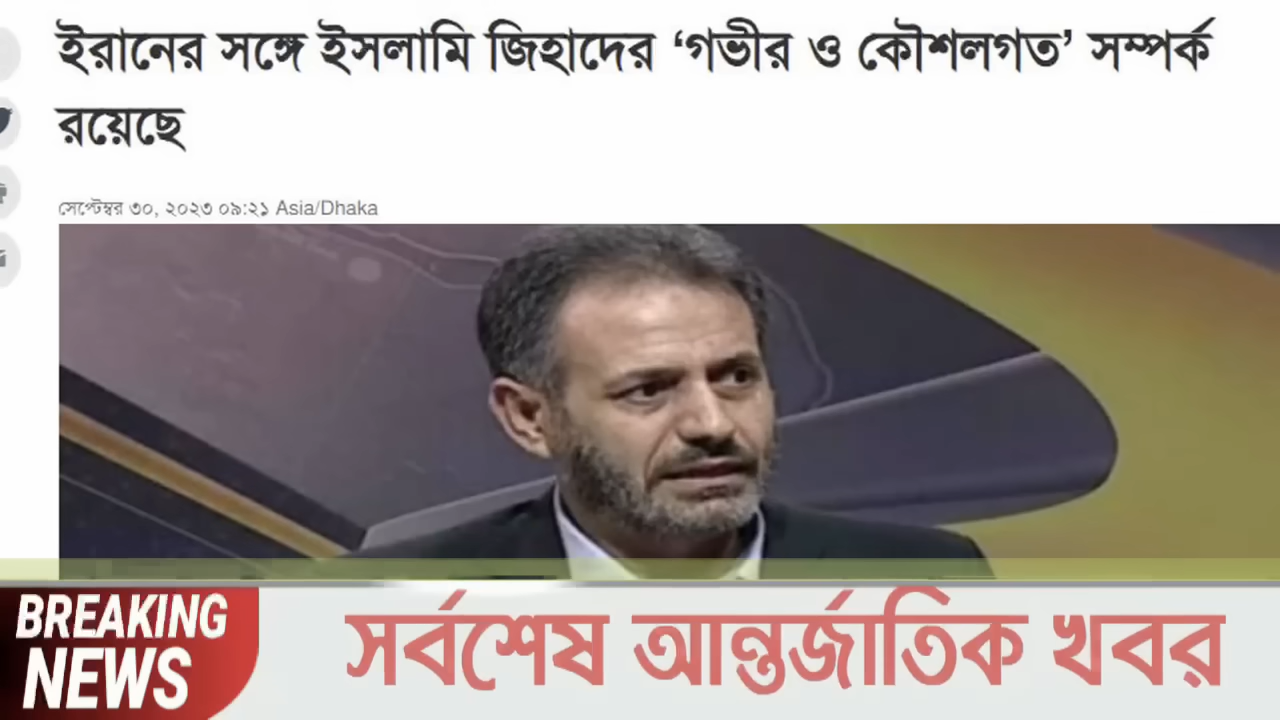 ইরানের সঙ্গে ইসলামি জিহাদের ‘গভীর ও কৌশলগত’ সম্পর্ক
রয়েছে
সেপ্টেম্বর ৩০, ২০২৩ ০৯:২১ Asia/Dhaka
BREAKING
NEWS
সর্বশেষ আন্তর্জাতিক খবর